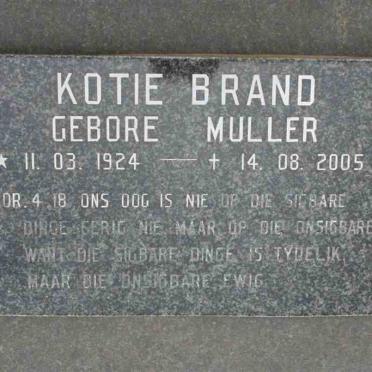 KOTIE BRAND
GEBORE MULLER
★ 11. 03. 1924 — ✝ 14. 08. 2005
OR. 4 18 ONS OOG IS NIE OP DIE SIGBARE
DINGE GERIG NIE MAAR OP DIE ONSIGBARE
WANT DIE SIGBARE DINGE IS TYDELIK,
MAAR DIE ONSIGBARE EWIG.